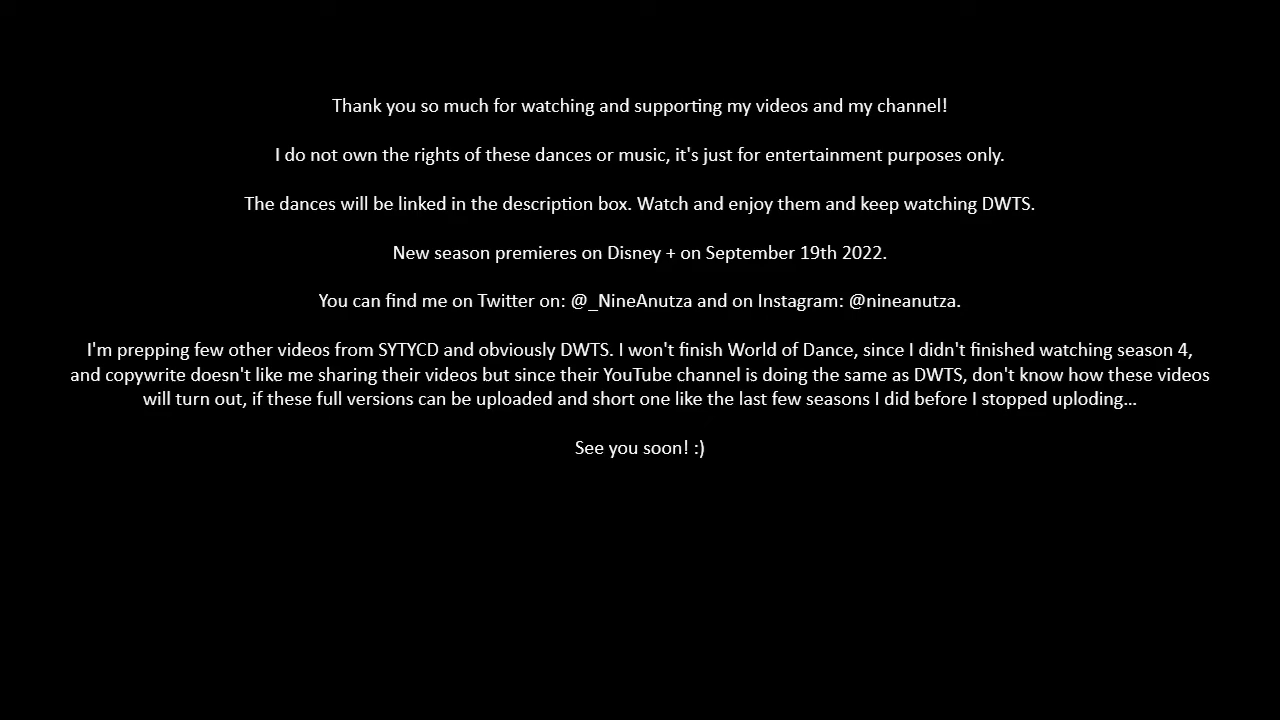 Thank you so much for watching and supporting my videos and my channel!
I do not own the rights of these dances or music, it's just for entertainment purposes only.
The dances will be linked in the description box. Watch and enjoy them and keep watching DWTS.
New season premieres on Disney + on September 19th 2022.
You can find me on Twitter on: @_NineAnutza and on Instagram: @nineanutza.
I'm prepping few other videos from SYTYCD and obviously DWTS. I won't finish World of Dance, since I didn't finished watching season 4,
and copywrite doesn't like me sharing their videos but since their YouTube channel is doing the same as DWTS, don't know how these videos
will turn out, if these full versions can be uploaded and short one like the last few seasons I did before I stopped uploding...
See you soon! :)